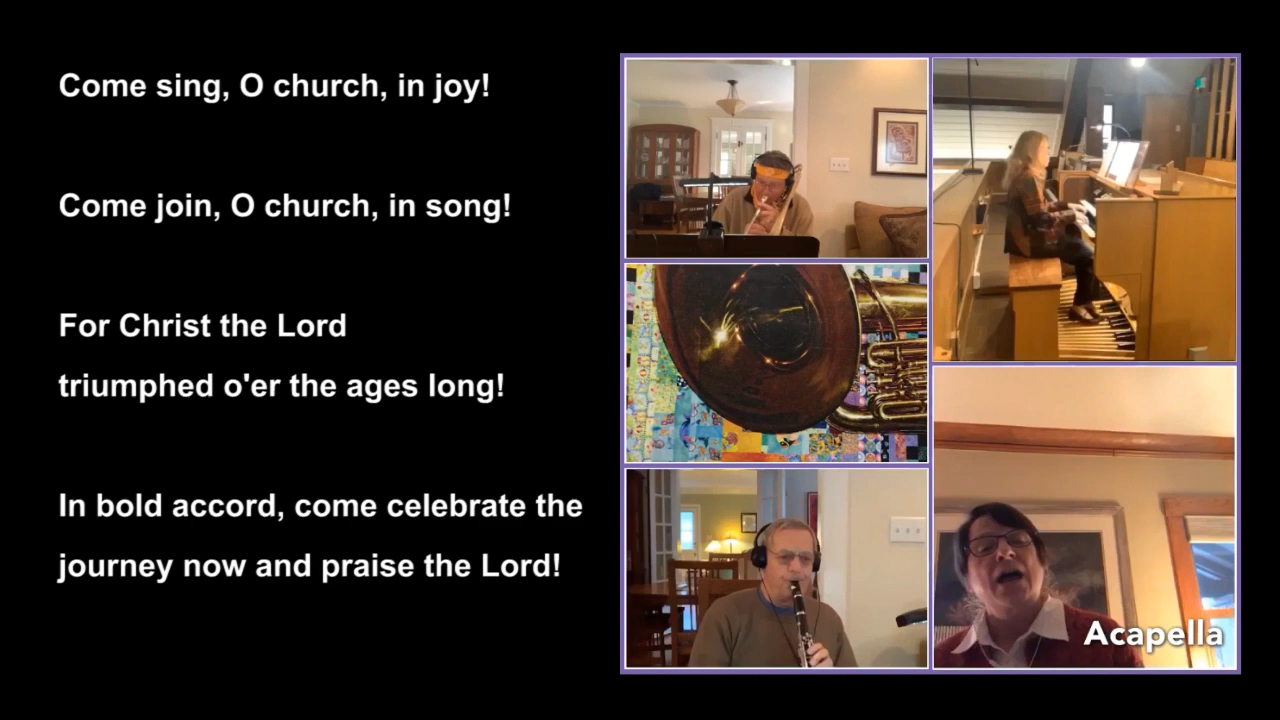 Come sing, O church, in joy!
Come join, O church, in song!
For Christ the Lord
triumphed o'er the ages long!
In bold accord, come celebrate the
journey now and praise the Lord!
Acapella